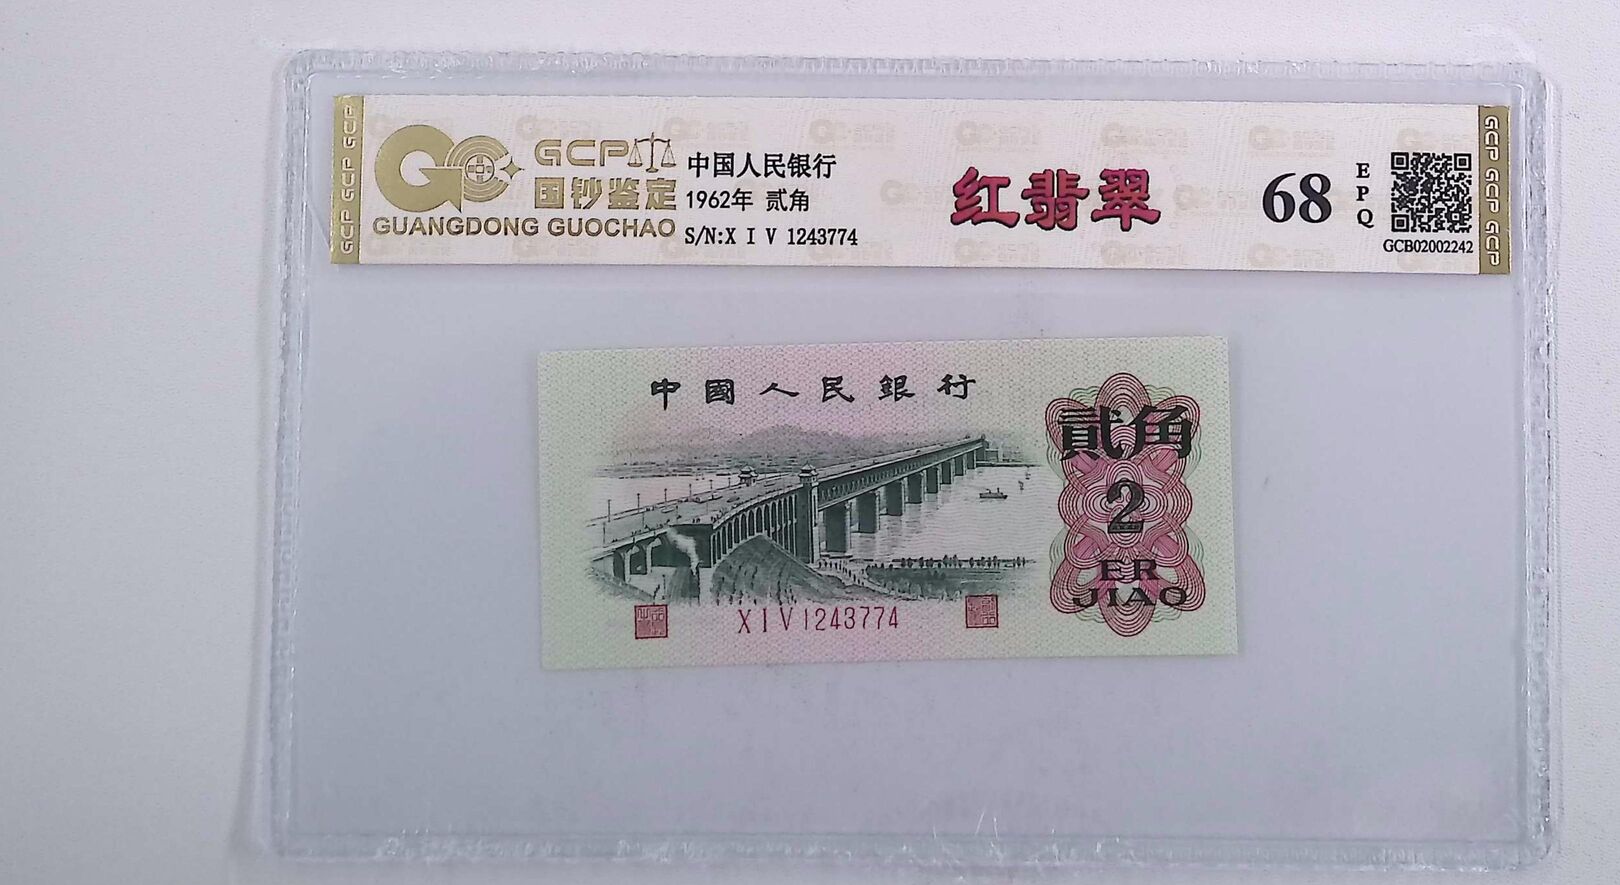 GCP GCP GCP
GCP
国钞鉴定
GUANGDONG GUOCHAO
中国人民银行
1962年 贰角
S/N:X I V 1243774
红翡翠
68
EPQ
GCB02002242
GCP GCP GCP
中國人民銀行
貳角
2
ER
JIAO
X I V 1243774